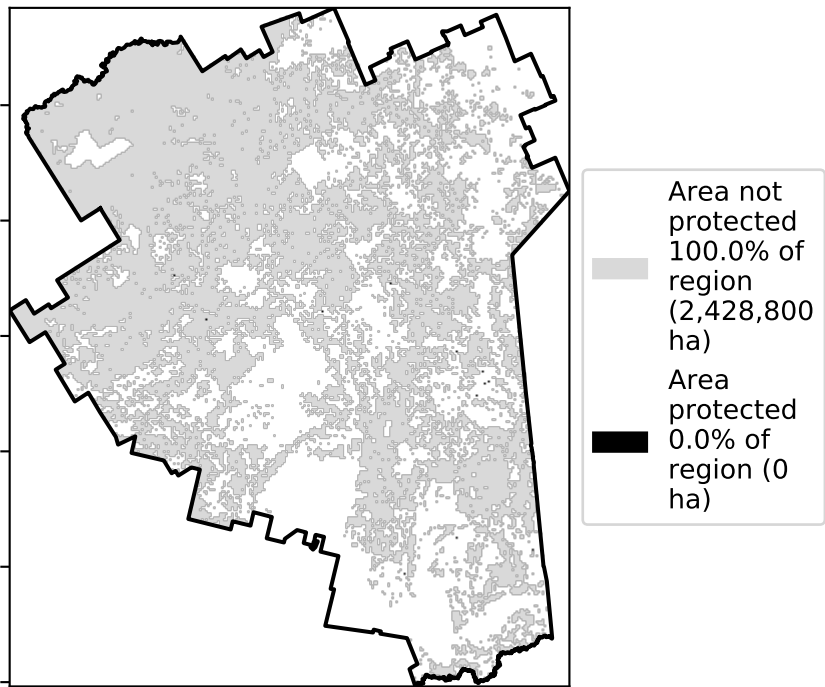 Area not
protected
100.0% of
region
(2,428,800
ha)
Area
protected
0.0% of
region (0
ha)